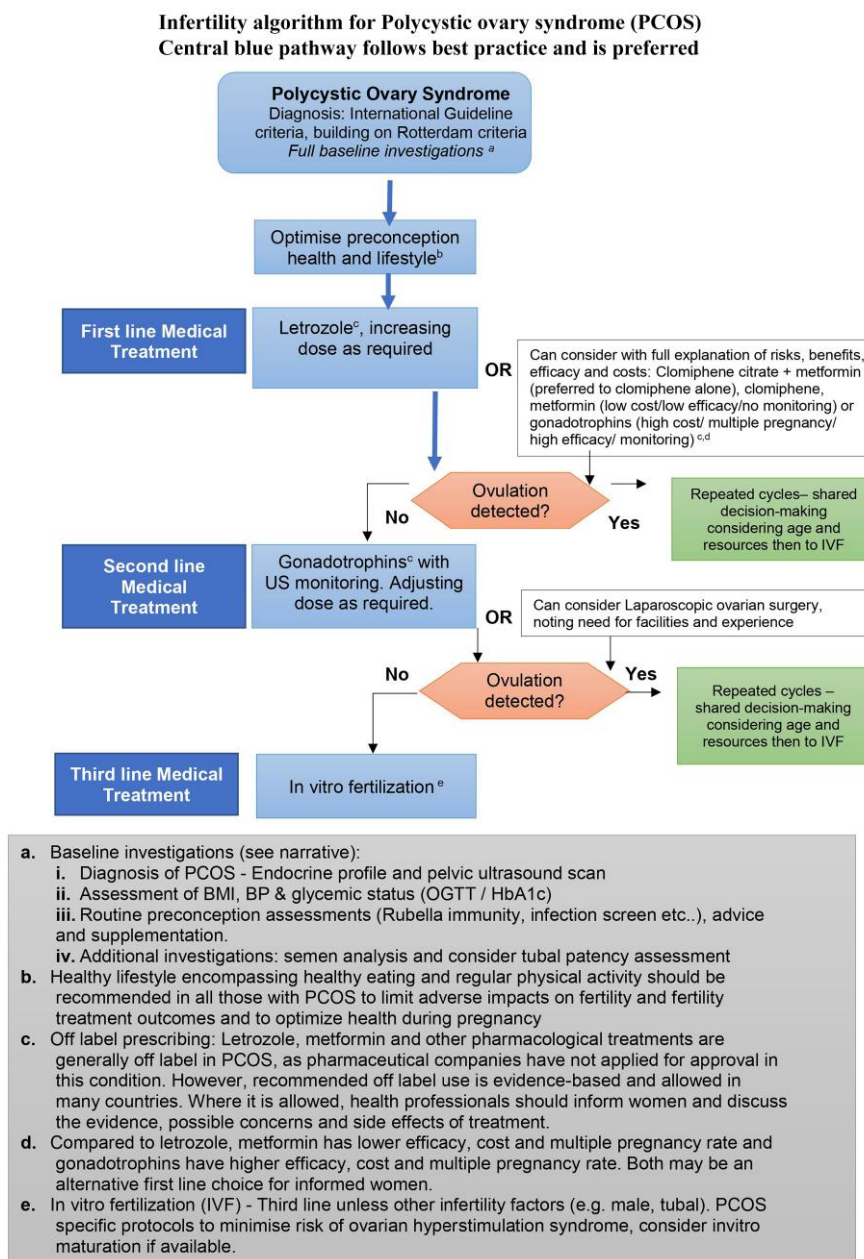 Infertility algorithm for Polycystic ovary syndrome (PCOS)
Central blue pathway follows best practice and is preferred
Polycystic Ovary Syndrome
Diagnosis: International Guideline
criteria, building on Rotterdam criteria
Full baseline investigations a
Optimise preconception
health and lifestyleb
First line Medical
Treatment
Letrozolec, increasing
dose as required
OR
Can consider with full explanation of risks, benefits,
efficacy and costs: Clomiphene citrate + metformin
(preferred to clomiphene alone), clomiphene,
metformin (low cost/low efficacy/no monitoring) or
gonadotrophins (high cost/ multiple pregnancy/
high efficacy/ monitoring) c,d
Ovulation
detected?
No
Yes
Repeated cycles– shared
decision-making
considering age and
resources then to IVF
Second line
Medical
Treatment
Gonadotrophinsc with
US monitoring. Adjusting
dose as required.
OR
Can consider Laparoscopic ovarian surgery,
noting need for facilities and experience
No
Ovulation
detected?
Yes
Repeated cycles –
shared decision-making
considering age and
resources then to IVF
Third line Medical
Treatment
In vitro fertilization e
a. Baseline investigations (see narrative):
i. Diagnosis of PCOS - Endocrine profile and pelvic ultrasound scan
ii. Assessment of BMI, BP & glycemic status (OGTT / HbA1c)
iii. Routine preconception assessments (Rubella immunity, infection screen etc..), advice
and supplementation.
iv. Additional investigations: semen analysis and consider tubal patency assessment
b. Healthy lifestyle encompassing healthy eating and regular physical activity should be
recommended in all those with PCOS to limit adverse impacts on fertility and fertility
treatment outcomes and to optimize health during pregnancy
c. Off label prescribing: Letrozole, metformin and other pharmacological treatments are
generally off label in PCOS, as pharmaceutical companies have not applied for approval in
this condition. However, recommended off label use is evidence-based and allowed in
many countries. Where it is allowed, health professionals should inform women and discuss
the evidence, possible concerns and side effects of treatment.
d. Compared to letrozole, metformin has lower efficacy, cost and multiple pregnancy rate and
gonadotrophins have higher efficacy, cost and multiple pregnancy rate. Both may be an
alternative first line choice for informed women.
e. In vitro fertilization (IVF) - Third line unless other infertility factors (e.g. male, tubal). PCOS
specific protocols to minimise risk of ovarian hyperstimulation syndrome, consider invitro
maturation if available.